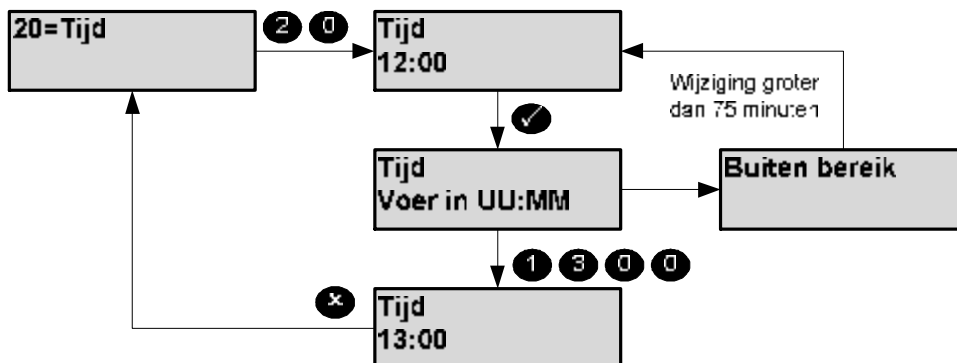 20=Tijd
2 0
Tijd
12:00
Wijziging groter
dan 75 minuten
Tijd
Voer in UU:MM
Buiten bereik
1 3 0 0
Tijd
13:00